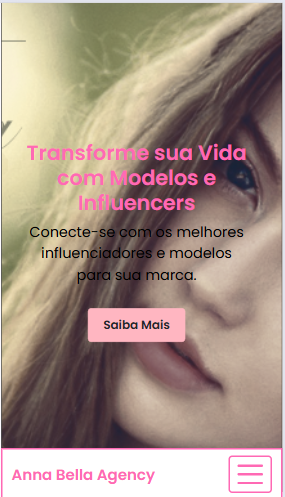 Transforme sua Vida
com Modelos e
Influencers
Conecte-se com os melhores
influenciadores e modelos
para sua marca.
Saiba Mais
Anna Bella Agency